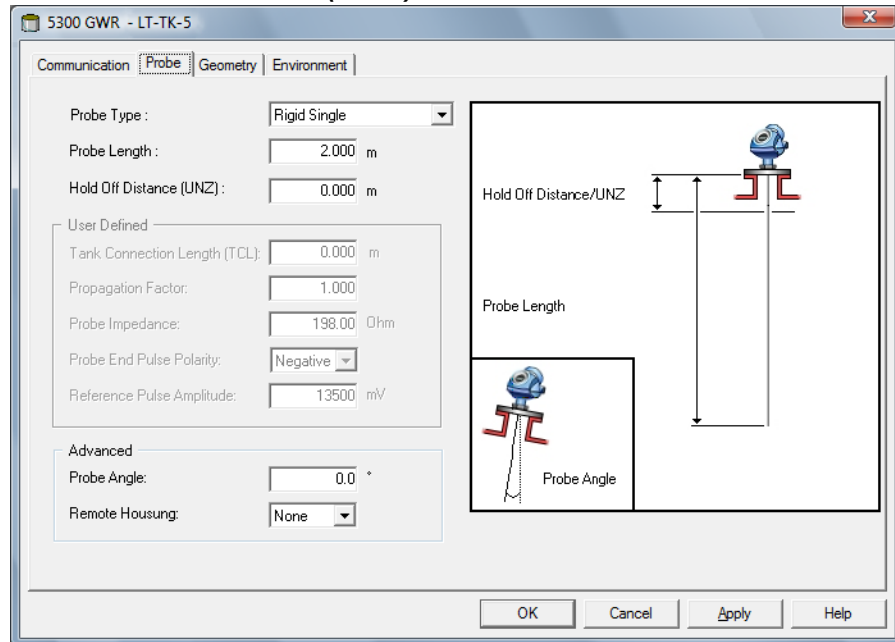 5300 GWR - LT-TK-5
Communication Probe Geometry Environment
Probe Type : Rigid Single
Probe Length : 2.000 m
Hold Off Distance (UNZ) : 0.000 m
User Defined
Tank Connection Length (TCL): 0.000 m
Propagation Factor: 1.000
Probe Impedance: 198.00 Ohm
Probe End Pulse Polarity: Negative
Reference Pulse Amplitude: 13500 mV
Advanced
Probe Angle: 0.0 °
Remote Housung: None
Hold Off Distance/UNZ
Probe Length
Probe Angle
OK Cancel Apply Help